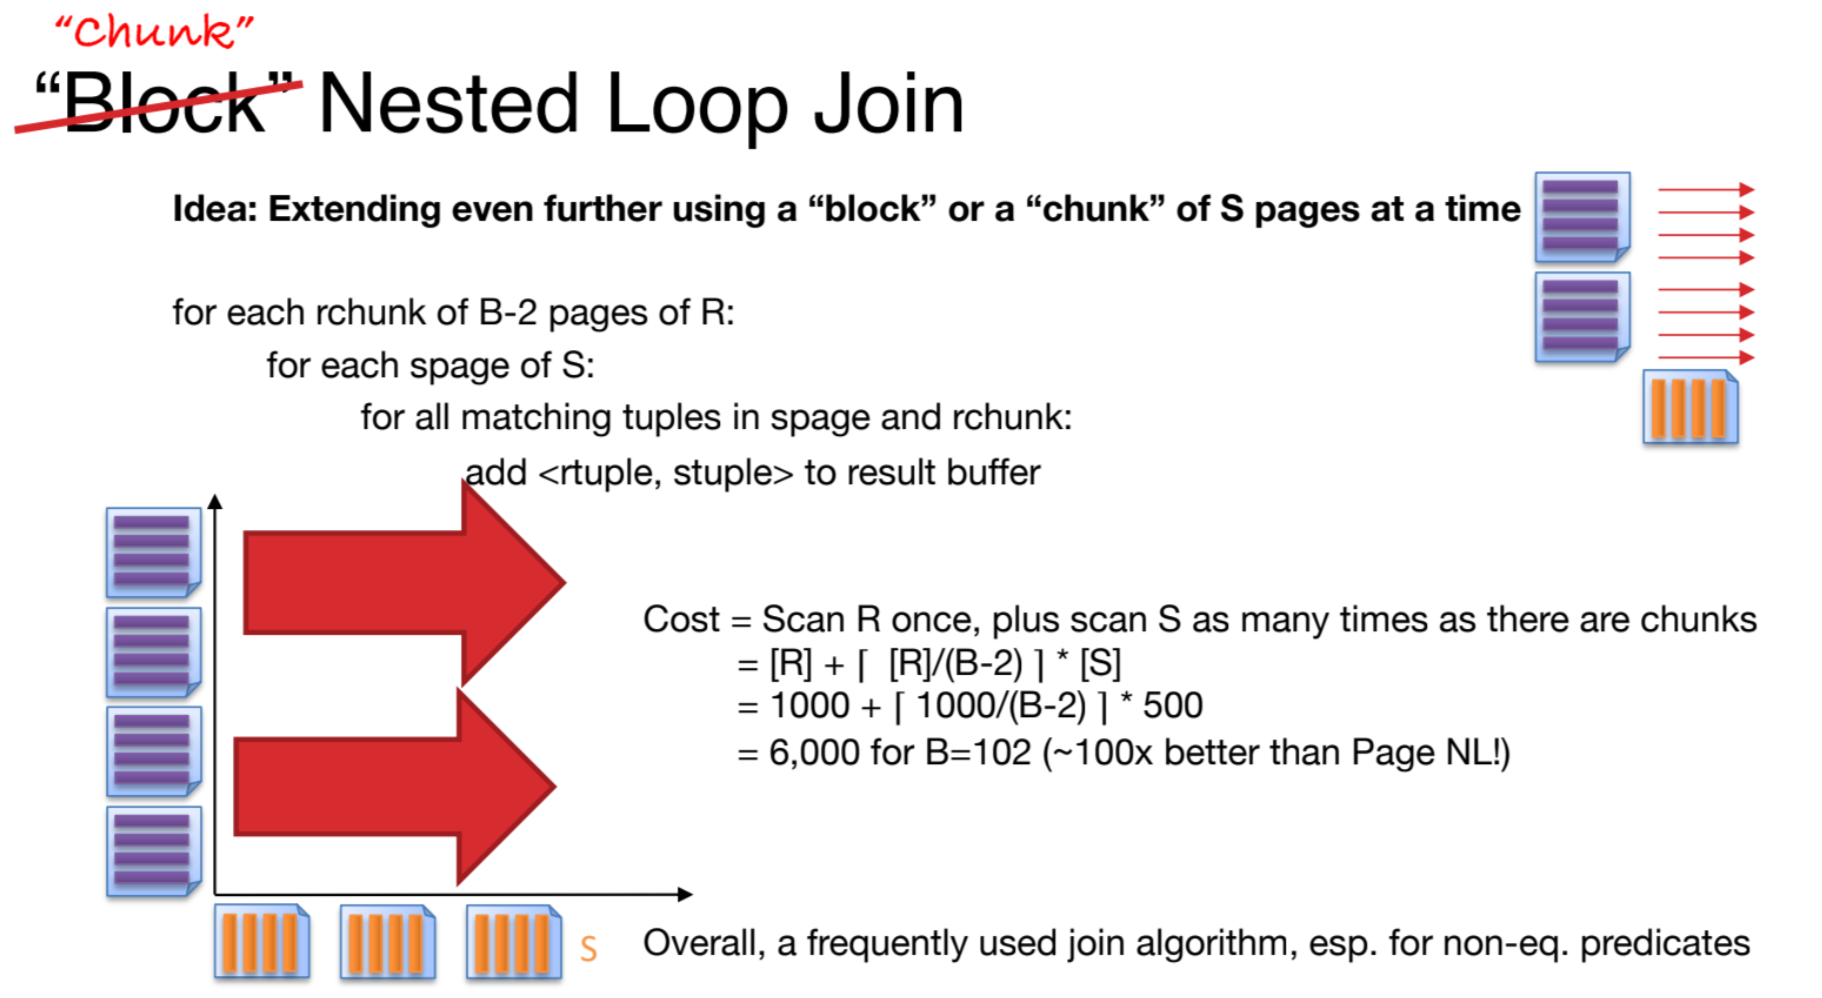 “Chunk”
“Block” Nested Loop Join
Idea: Extending even further using a “block” or a “chunk” of S pages at a time
for each rchunk of B-2 pages of R:
for each spage of S:
for all matching tuples in spage and rchunk:
add <rtuple, stuple> to result buffer
Cost = Scan R once, plus scan S as many times as there are chunks
= [R] + ⌈ [R]/(B-2) ⌉ * [S]
= 1000 + ⌈ 1000/(B-2) ⌉ * 500
= 6,000 for B=102 (~100x better than Page NL!)
S
Overall, a frequently used join algorithm, esp. for non-eq. predicates